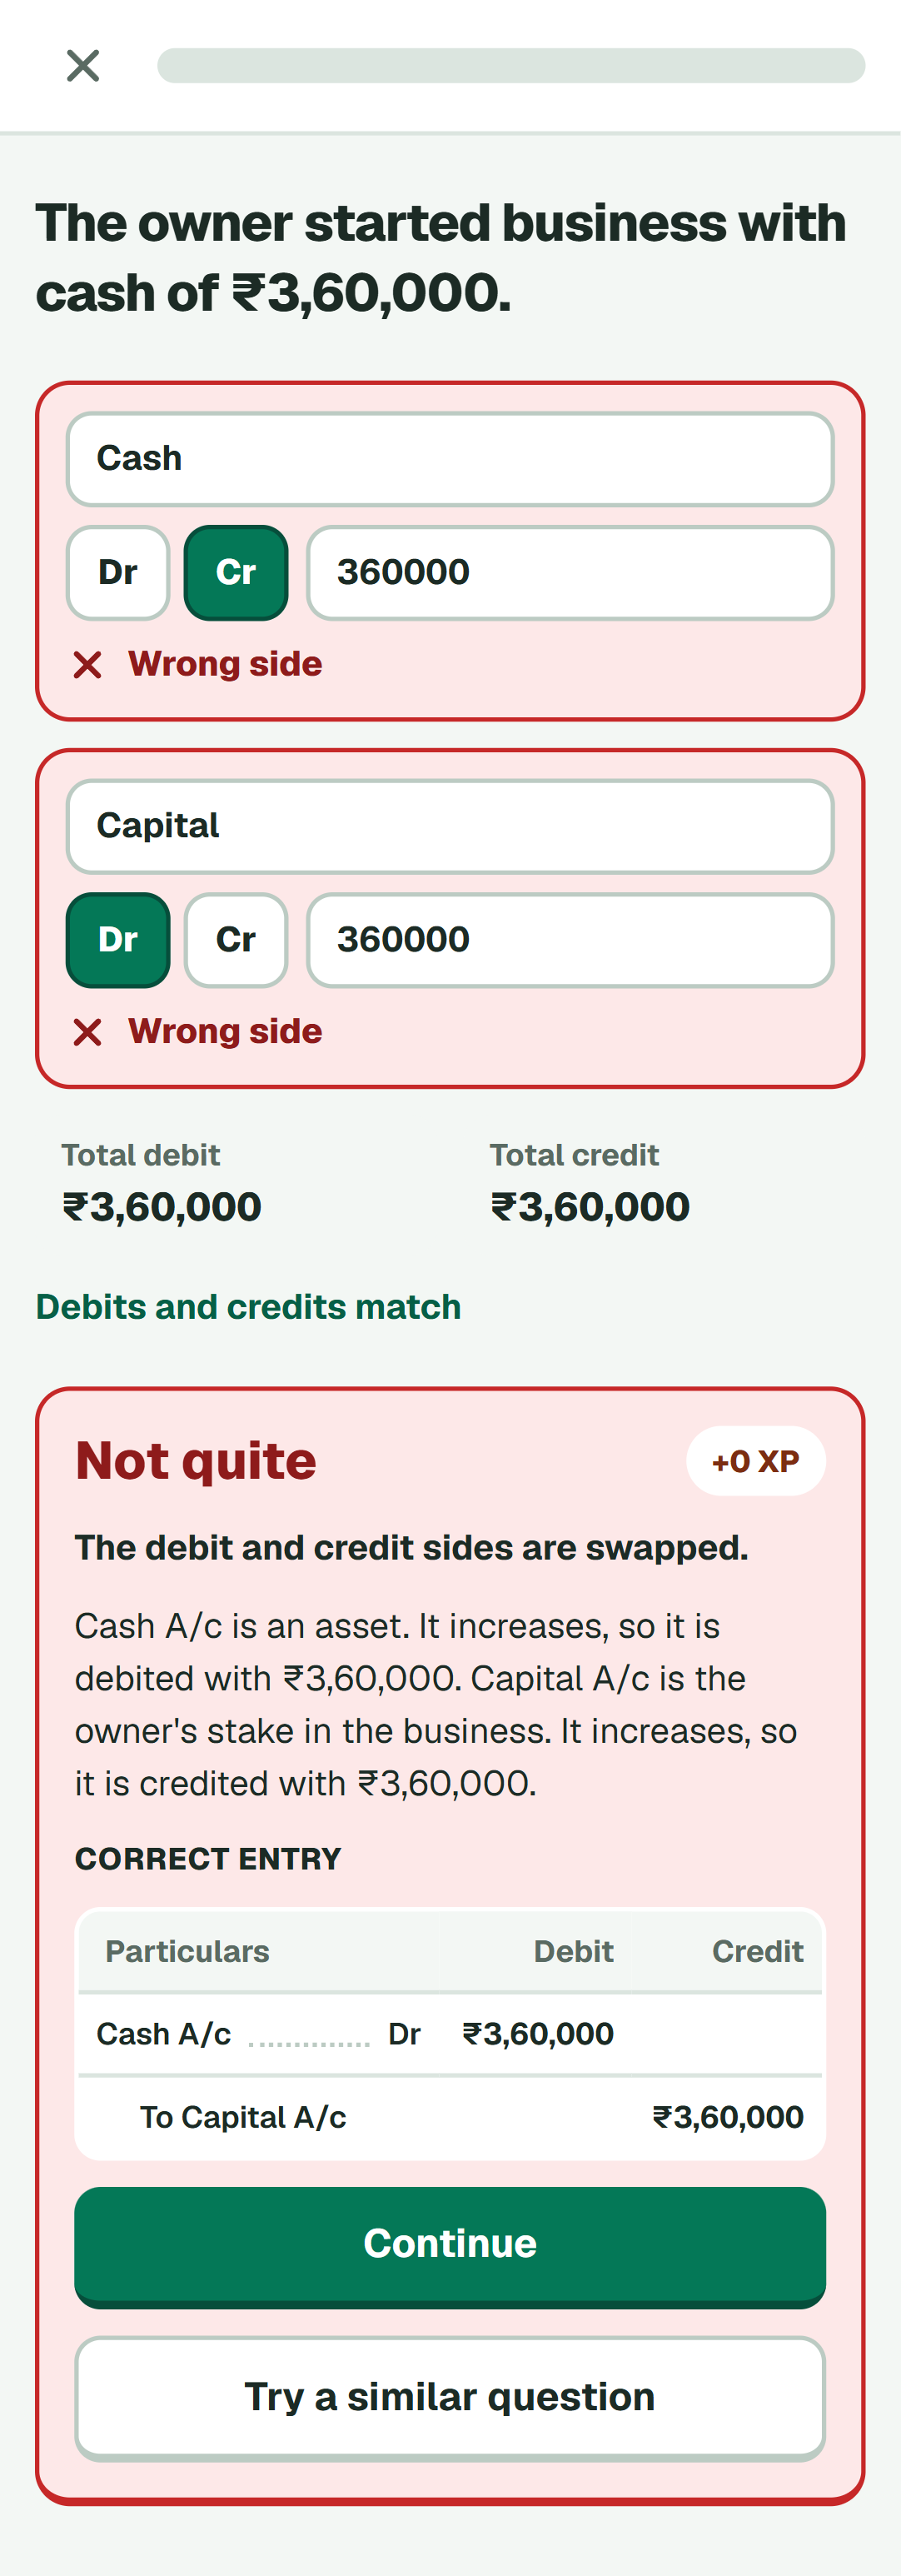 The owner started business with
cash of ₹3,60,000.
Cash
Dr Cr 360000
Wrong side
Capital
Dr Cr 360000
Wrong side
Total debit Total credit
₹3,60,000 ₹3,60,000
Debits and credits match
Not quite +0 XP
The debit and credit sides are swapped.
Cash A/c is an asset. It increases, so it is
debited with ₹3,60,000. Capital A/c is the
owner's stake in the business. It increases, so
it is credited with ₹3,60,000.
CORRECT ENTRY
Particulars Debit Credit
Cash A/c .............. Dr ₹3,60,000
To Capital A/c ₹3,60,000
Continue
Try a similar question